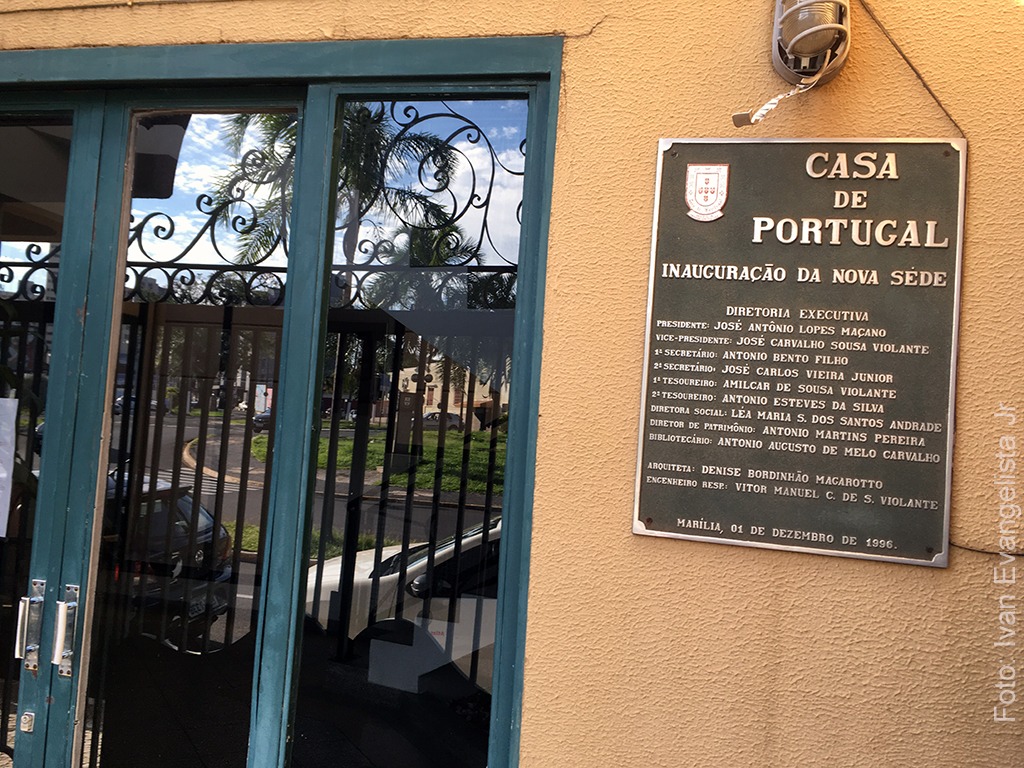 CASA
DE
PORTUGAL
INAUGURAÇÃO DA NOVA SÉDE
DIRETORIA EXECUTIVA
PRESIDENTE: JOSÉ ANTÔNIO LOPES MAÇANO
VICE-PRESIDENTE: JOSÉ CARVALHO SOUSA VIOLANTE
1º SECRETÁRIO: ANTONIO BENTO FILHO
2º SECRETÁRIO: JOSÉ CARLOS VIEIRA JUNIOR
1º TESOUREIRO: AMILCAR DE SOUSA VIOLANTE
2º TESOUREIRO: ANTONIO ESTEVES DA SILVA
DIRETORA SOCIAL: LÉA MARIA S. DOS SANTOS ANDRADE
DIRETOR DE PATRIMÔNIO: ANTONIO MARTINS PEREIRA
BIBLIOTECÁRIO: ANTONIO AUGUSTO DE MELO CARVALHO
ARQUITETA: DENISE BORDINHÃO MAGAROTTO
ENGENHEIRO RESP.: VITOR MANUEL C. DE S. VIOLANTE
MARÍLIA, 01 DE DEZEMBRO DE 1996.
Foto: Ivan Evangelista Jr